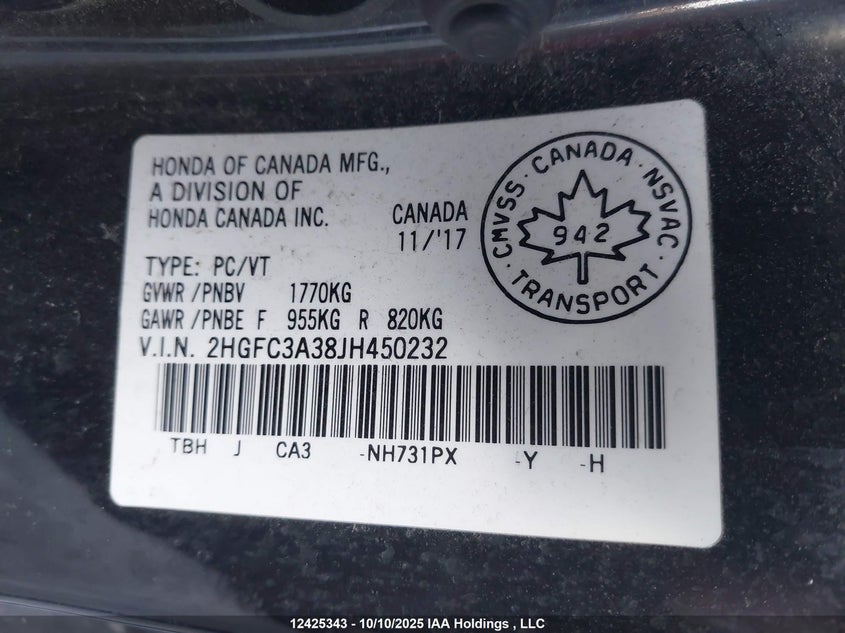 HONDA OF CANADA MFG.,
A DIVISION OF
HONDA CANADA INC.
CANADA
11/'17
CMVSS · CANADA · NSVAC · TRANSPORT ·
942
TYPE: PC/VT
GVWR /PNBV 1770KG
GAWR /PNBE F 955KG R 820KG
V.I.N. 2HGFC3A38JH450232
TBH J CA3 -NH731PX -Y -H
12425343 - 10/10/2025 IAA Holdings , LLC